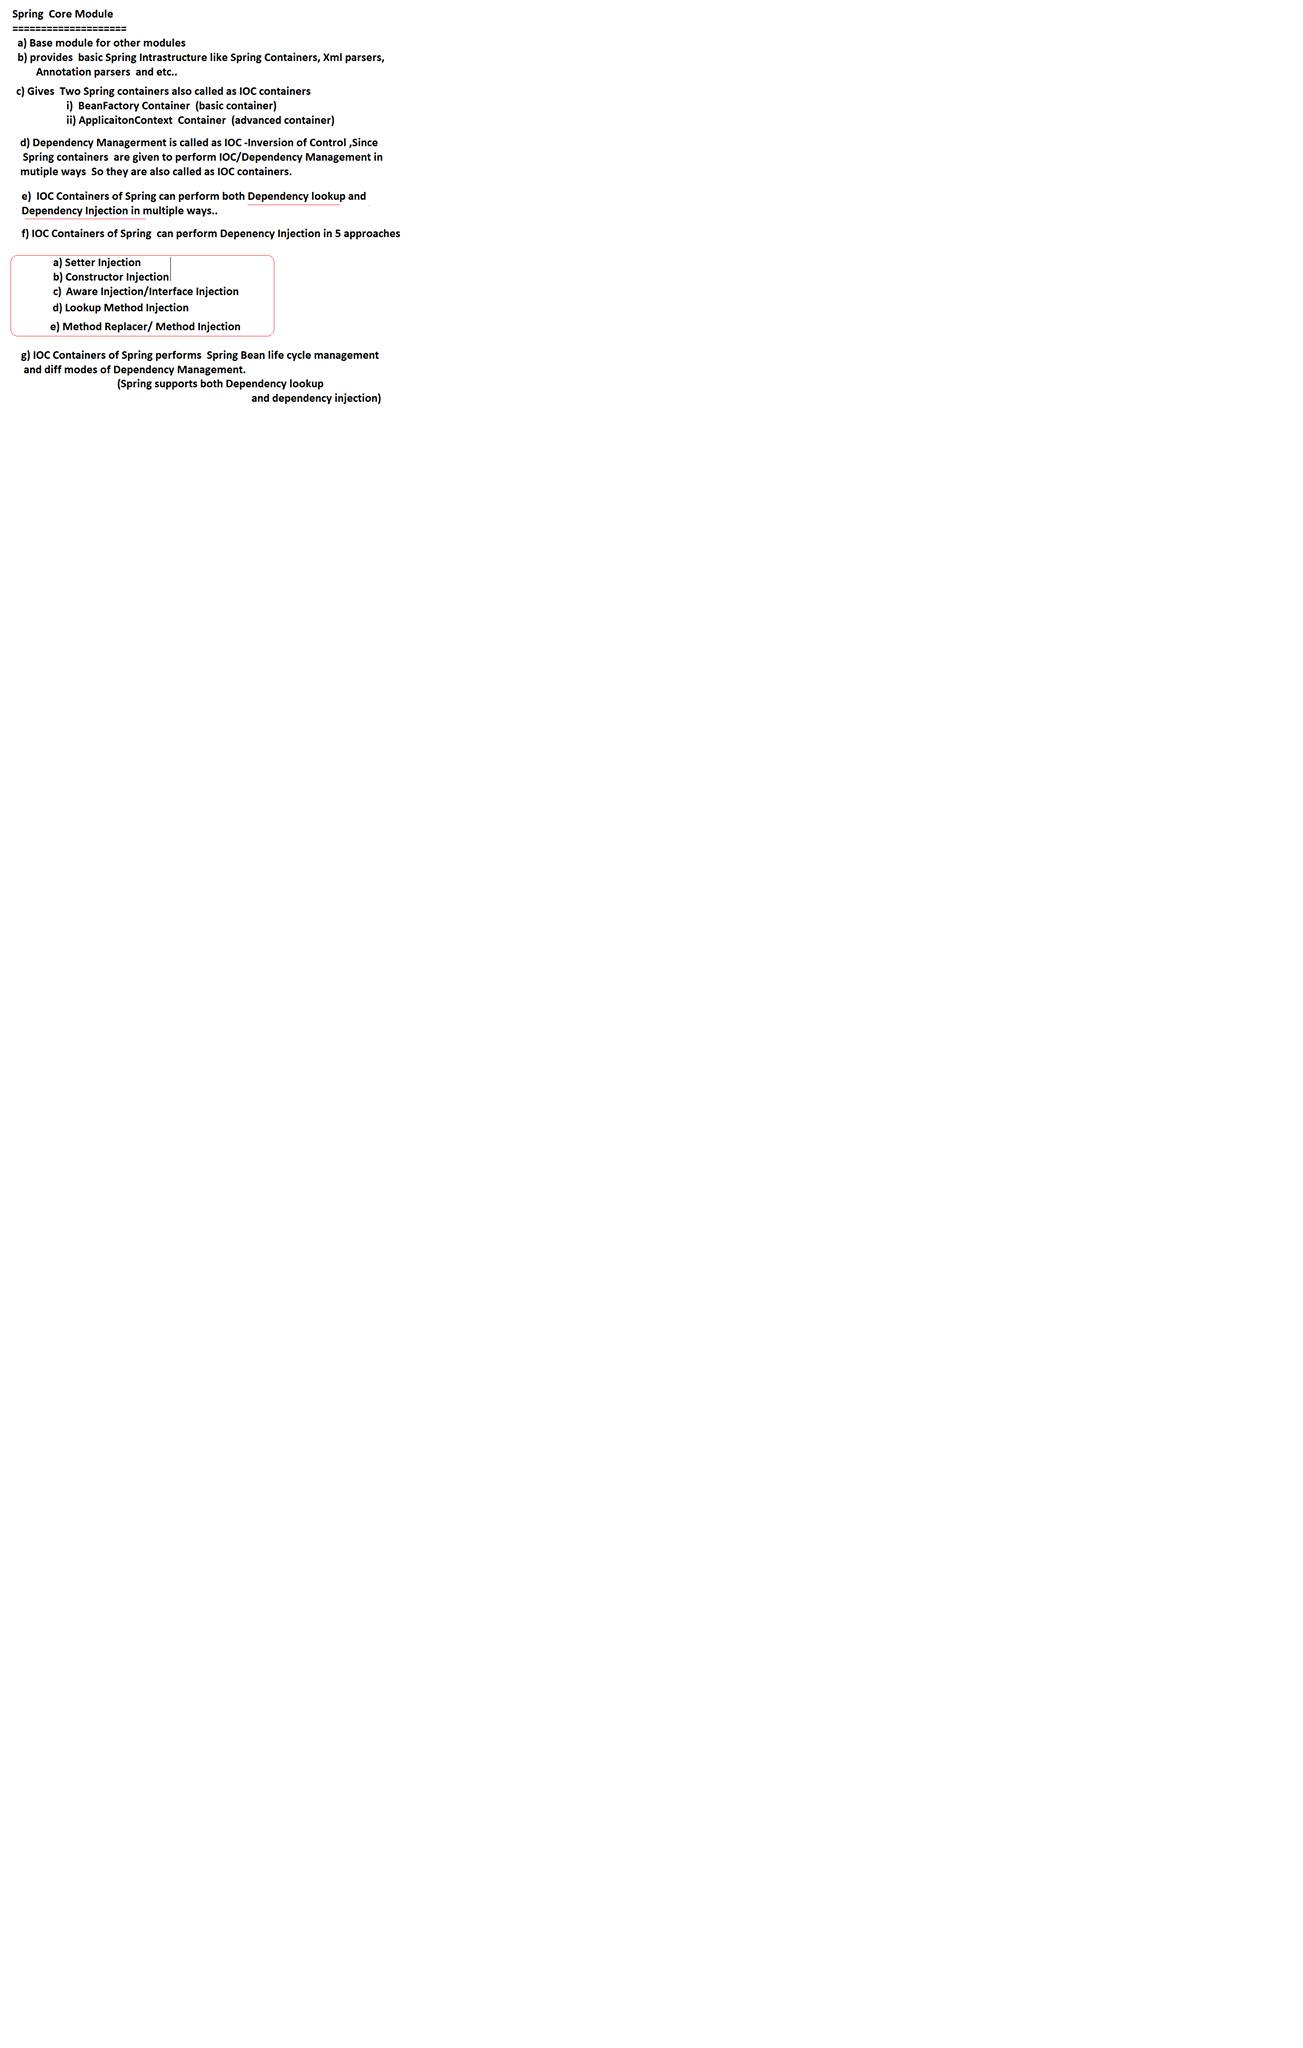 Spring  Core Module
====================
a) Base module for other modules
b) provides  basic Spring Intrastructure like Spring Containers, Xml parsers,
Annotation parsers  and etc..
c) Gives  Two Spring containers also called as IOC containers
i)  BeanFactory Container  (basic container)
ii) ApplicaitonContext  Container  (advanced container)
d) Dependency Managerment is called as IOC -Inversion of Control ,Since
Spring containers  are given to perform IOC/Dependency Management in
mutiple ways  So they are also called as IOC containers.
e)  IOC Containers of Spring can perform both Dependency lookup and
Dependency Injection in multiple ways..
f) IOC Containers of Spring  can perform Depenency Injection in 5 approaches
a) Setter Injection
b) Constructor Injection
c)  Aware Injection/Interface Injection
d) Lookup Method Injection
e) Method Replacer/ Method Injection
g) IOC Containers of Spring performs  Spring Bean life cycle management
and diff modes of Dependency Management.
(Spring supports both Dependency lookup
and dependency injection)